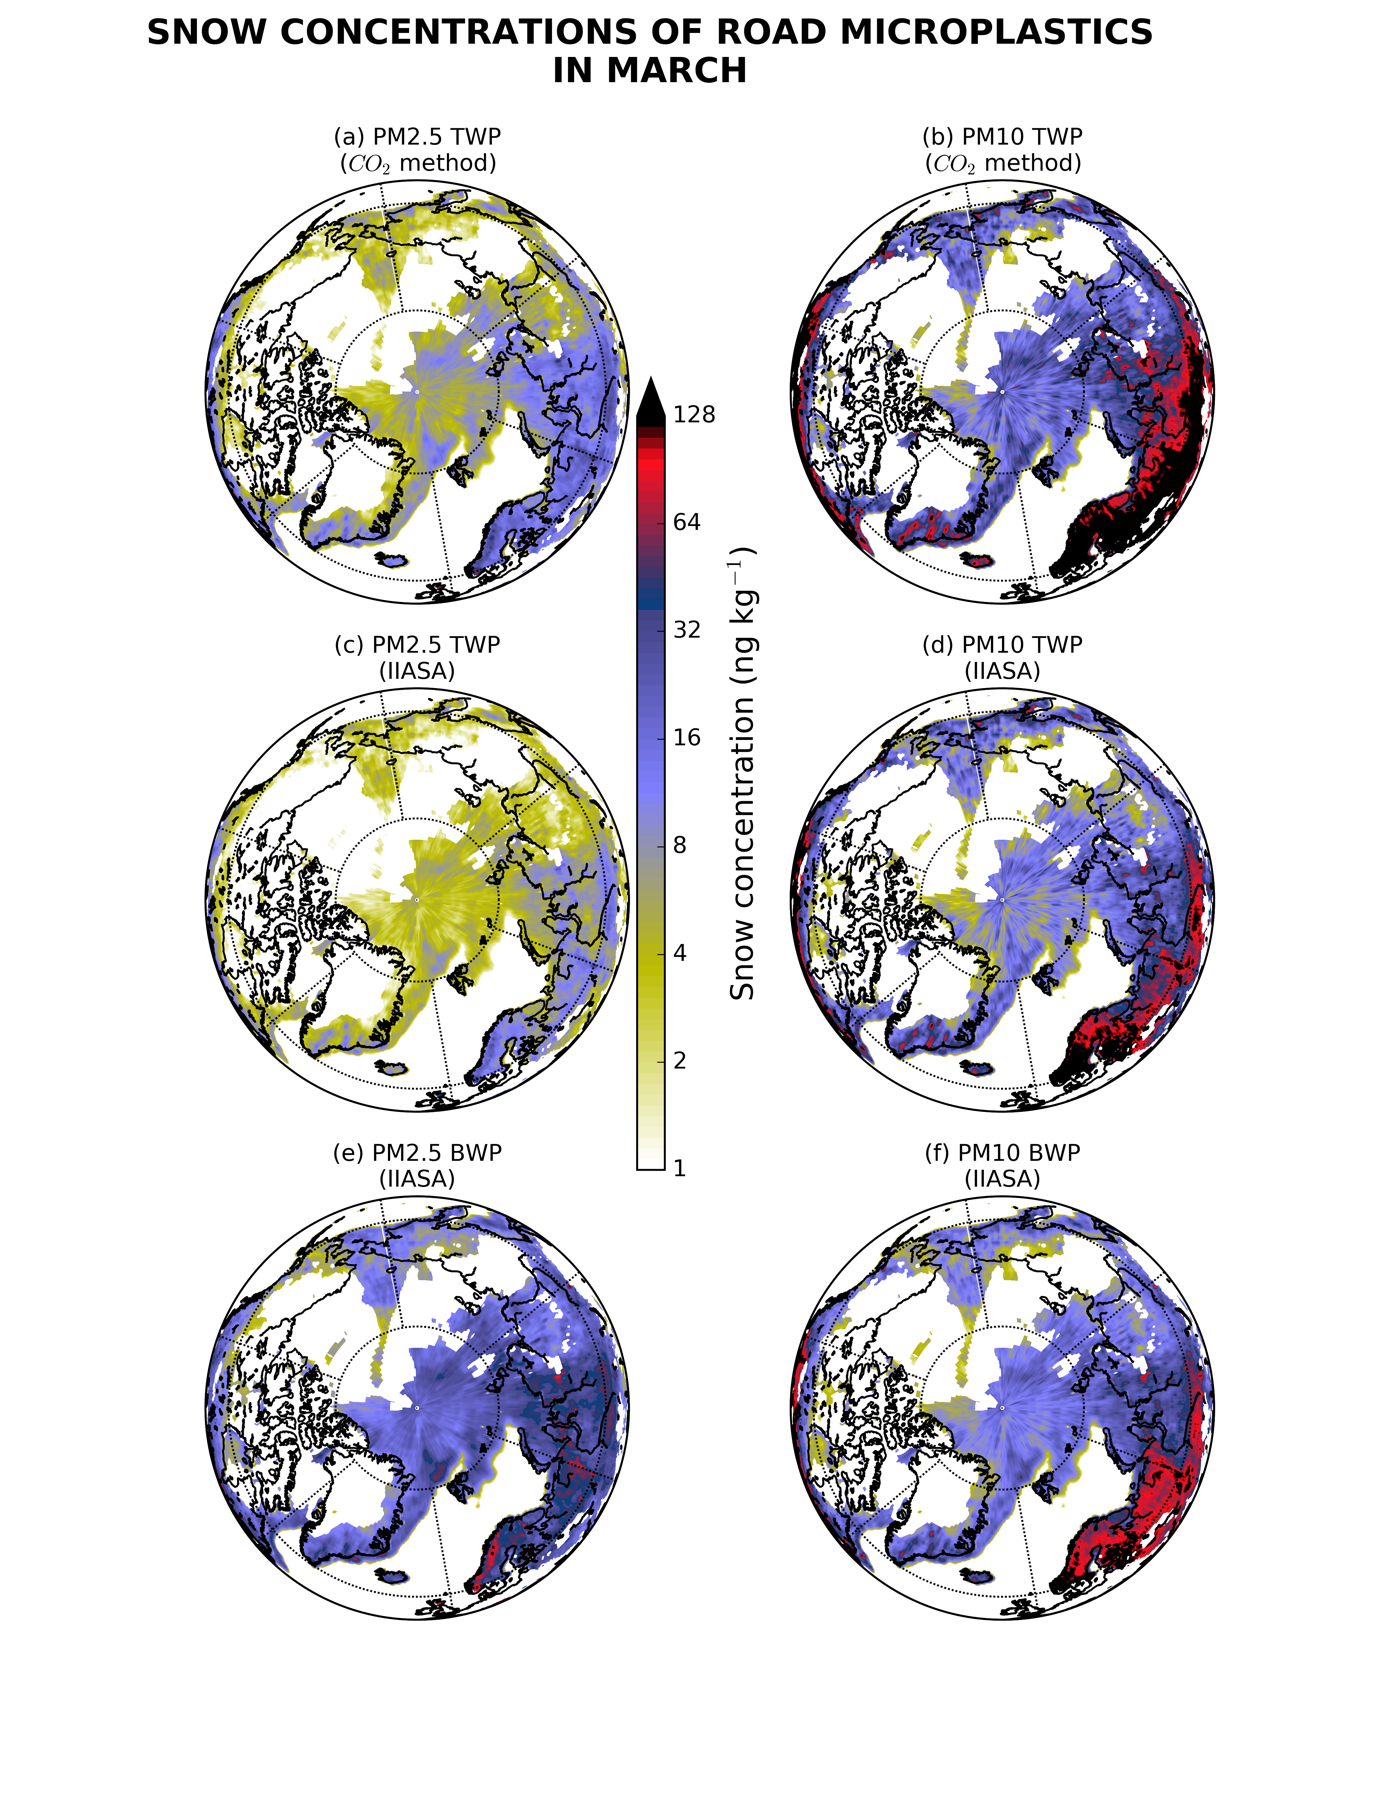 SNOW CONCENTRATIONS OF ROAD MICROPLASTICS
IN MARCH
(a) PM2.5 TWP
(CO₂ method)
(b) PM10 TWP
(CO₂ method)
128
64
32
16
8
4
2
1
Snow concentration (ng kg⁻¹)
(c) PM2.5 TWP
(IIASA)
(d) PM10 TWP
(IIASA)
(e) PM2.5 BWP
(IIASA)
(f) PM10 BWP
(IIASA)